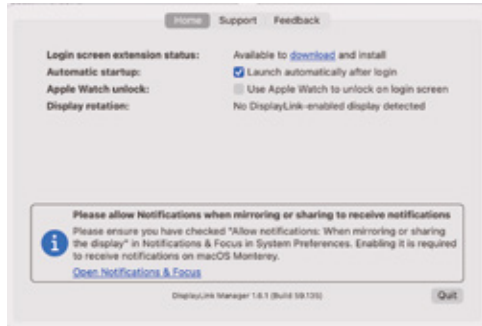 Home Support Feedback
Login screen extension status: Available to download and install
Automatic startup: Launch automatically after login
Apple Watch unlock: Use Apple Watch to unlock on login screen
Display rotation: No DisplayLink-enabled display detected
Please allow Notifications when mirroring or sharing to receive notifications
Please ensure you have checked "Allow notifications: When mirroring or sharing
the display" in Notifications & Focus in System Preferences. Enabling it is required
to receive notifications on macOS Monterey.
Open Notifications & Focus
DisplayLink Manager 1.6.1 (Build 59.135) Quit